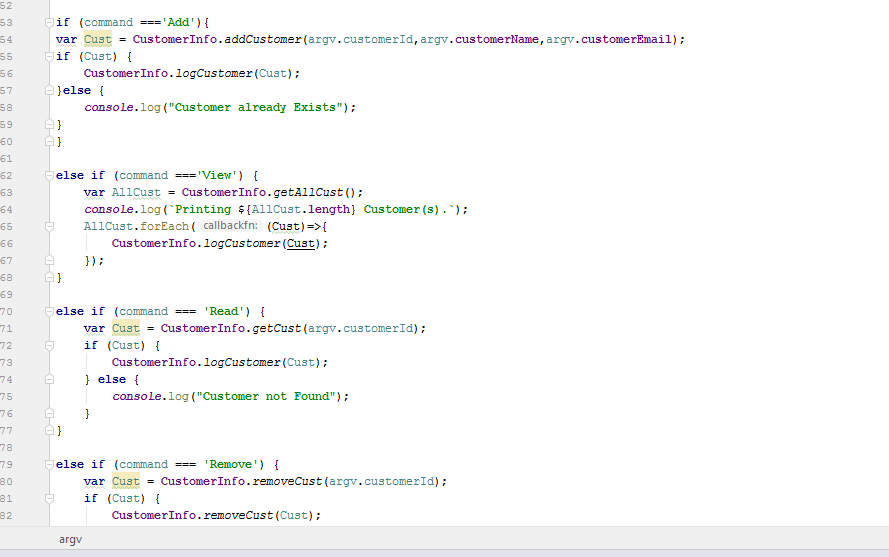 52
53 if (command ==='Add'){
54 var Cust = CustomerInfo.addCustomer(argv.customerId,argv.customerName,argv.customerEmail);
55 if (Cust) {
56     CustomerInfo.logCustomer(Cust);
57 }else {
58     console.log("Customer already Exists");
59 }
60 }
61
62 else if (command ==='View') {
63     var AllCust = CustomerInfo.getAllCust();
64     console.log(`Printing ${AllCust.length} Customer(s).`);
65     AllCust.forEach( callbackfn: (Cust)=>{
66         CustomerInfo.logCustomer(Cust);
67     });
68 }
69
70 else if (command === 'Read') {
71     var Cust = CustomerInfo.getCust(argv.customerId);
72     if (Cust) {
73         CustomerInfo.logCustomer(Cust);
74     } else {
75         console.log("Customer not Found");
76     }
77 }
78
79 else if (command === 'Remove') {
80     var Cust = CustomerInfo.removeCust(argv.customerId);
81     if (Cust) {
82         CustomerInfo.removeCust(Cust);
argv